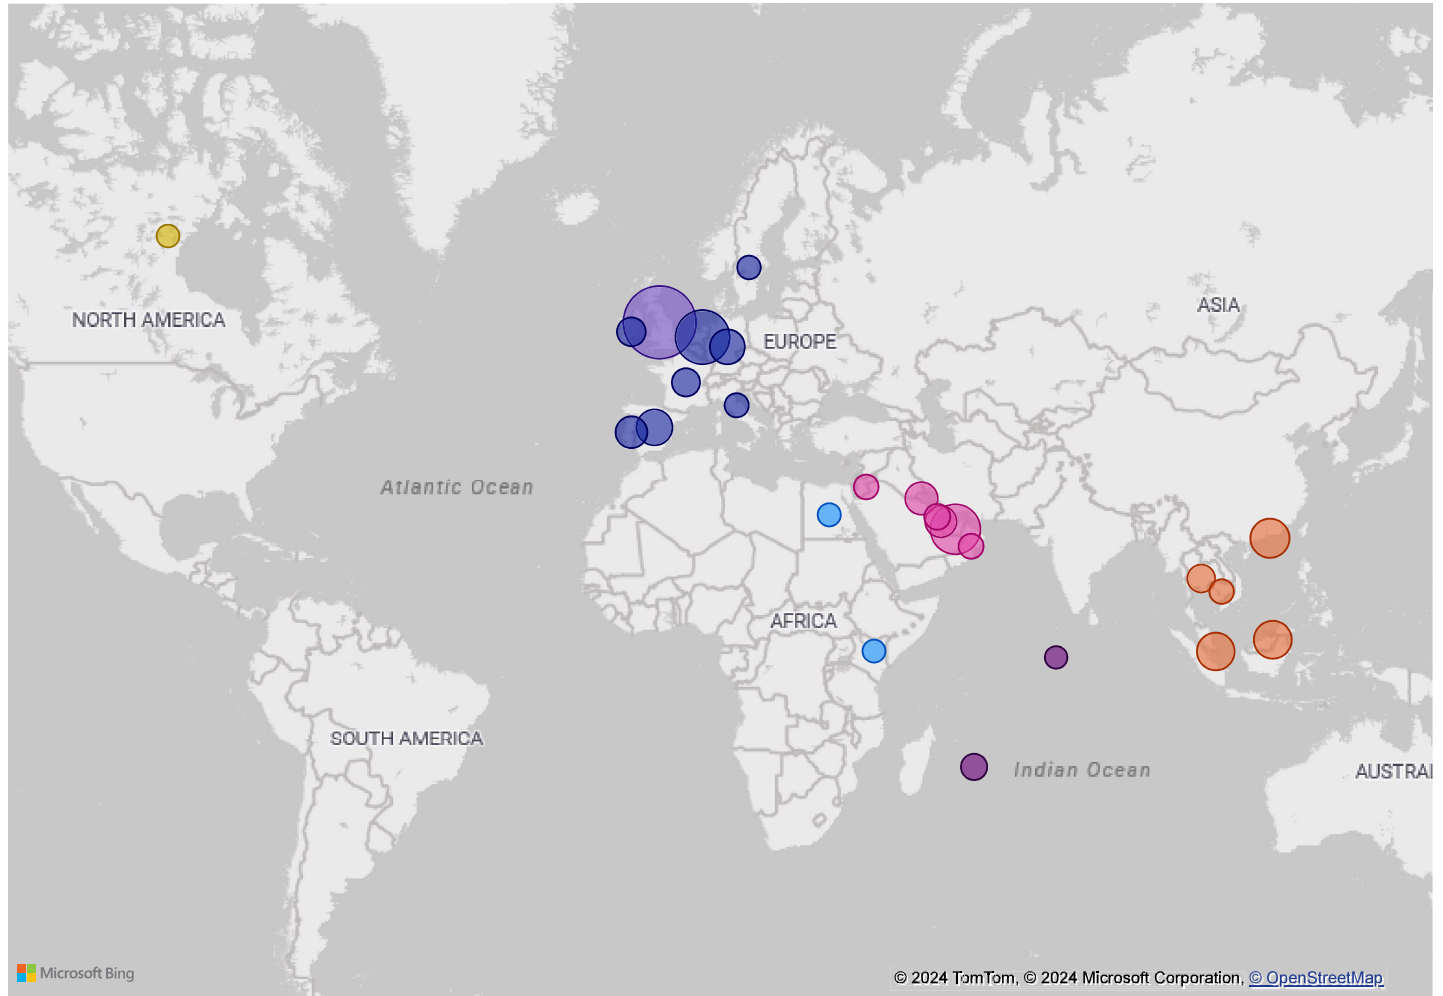 ASIA
NORTH AMERICA
EUROPE
Atlantic Ocean
AFRICA
SOUTH AMERICA
Indian Ocean
AUSTRAL
Microsoft Bing
© 2024 TomTom, © 2024 Microsoft Corporation, © OpenStreetMap